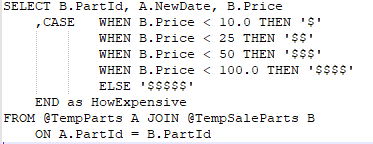 SELECT B.PartId, A.NewDate, B.Price
,CASE WHEN B.Price < 10.0 THEN '$'
WHEN B.Price < 25 THEN '$$'
WHEN B.Price < 50 THEN '$$$'
WHEN B.Price < 100.0 THEN '$$$$'
ELSE '$$$$$'
END as HowExpensive
FROM @TempParts A JOIN @TempSaleParts B
ON A.PartId = B.PartId